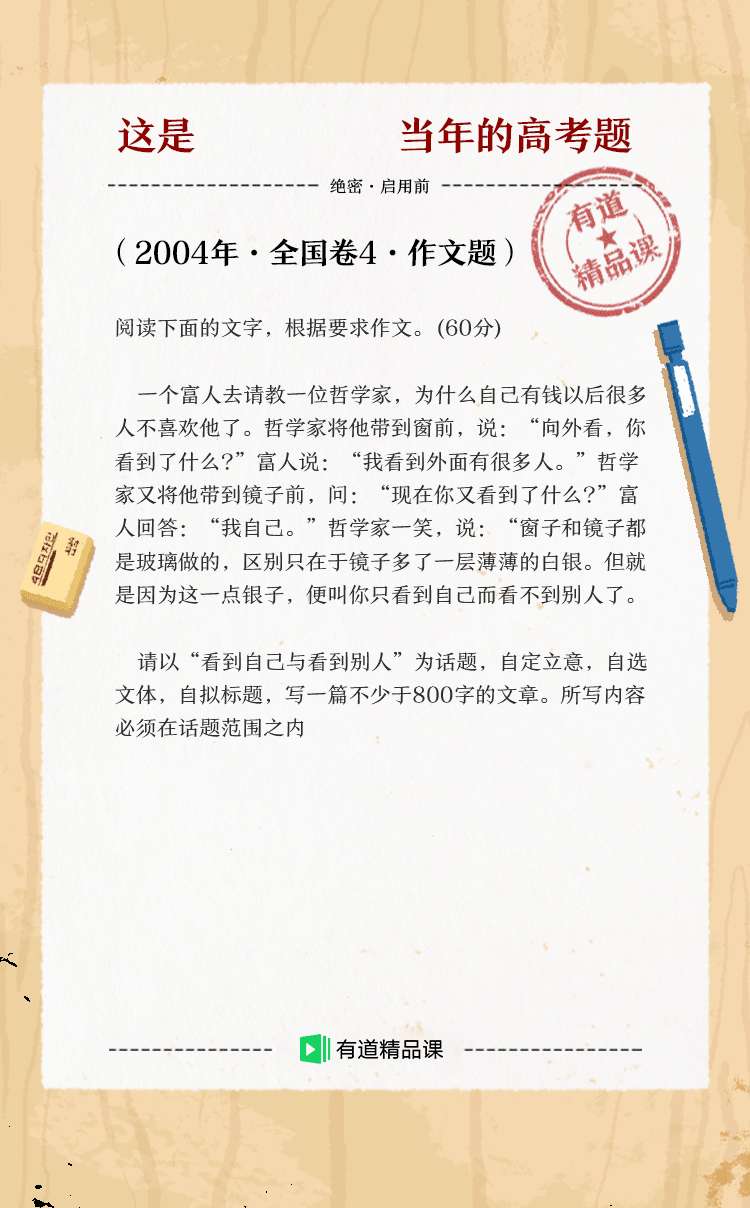 这是 当年的高考题
绝密·启用前
有道
精品课
（2004年·全国卷4·作文题）
阅读下面的文字，根据要求作文。(60分)
一个富人去请教一位哲学家，为什么自己有钱以后很多
人不喜欢他了。哲学家将他带到窗前，说：“向外看，你
看到了什么?”富人说：“我看到外面有很多人。”哲学
家又将他带到镜子前，问：“现在你又看到了什么?”富
人回答：“我自己。”哲学家一笑，说：“窗子和镜子都
是玻璃做的，区别只在于镜子多了一层薄薄的白银。但就
是因为这一点银子，便叫你只看到自己而看不到别人了。
请以“看到自己与看到别人”为话题，自定立意，自选
文体，自拟标题，写一篇不少于800字的文章。所写内容
必须在话题范围之内
有道精品课